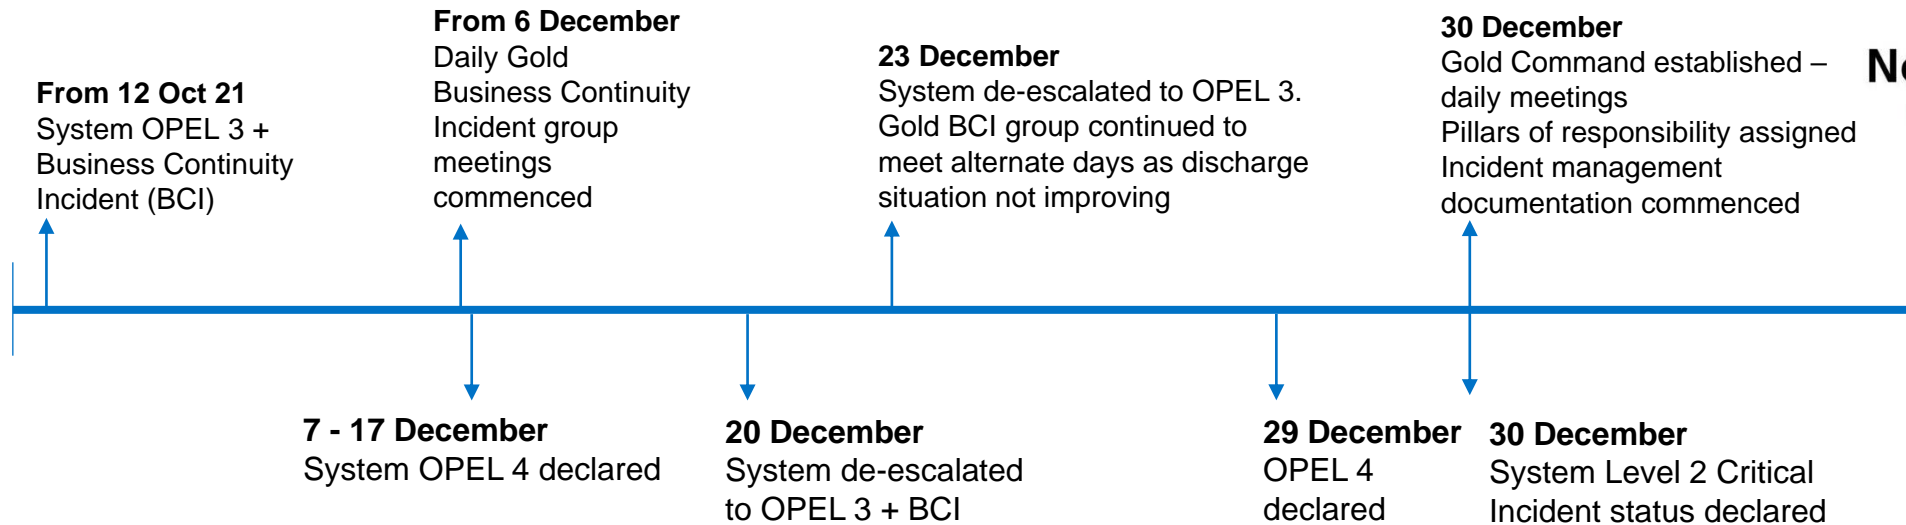 From 12 Oct 21
System OPEL 3 +
Business Continuity
Incident (BCI)
From 6 December
Daily Gold
Business Continuity
Incident group
meetings
commenced
23 December
System de-escalated to OPEL 3.
Gold BCI group continued to
meet alternate days as discharge
situation not improving
30 December
Gold Command established –
daily meetings
Pillars of responsibility assigned
Incident management
documentation commenced
7 - 17 December
System OPEL 4 declared
20 December
System de-escalated
to OPEL 3 + BCI
29 December
OPEL 4
declared
30 December
System Level 2 Critical
Incident status declared